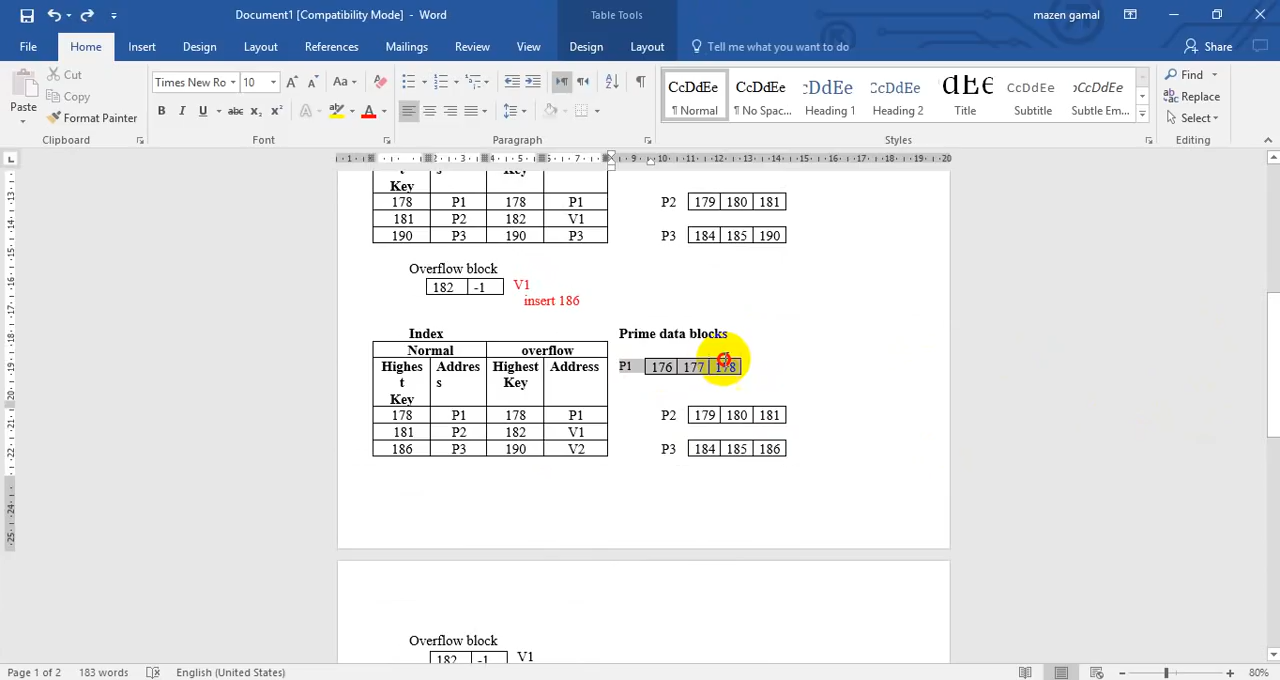 Document1 [Compatibility Mode] - Word
Table Tools
mazen gamal
File Home Insert Design Layout References Mailings Review View Design Layout Tell me what you want to do Share
Cut
Copy
Format Painter
Paste
Clipboard
Times New Ro 10
Aa
B I U abc X₂ X²
A
Font
Paragraph
CcDdEe CcDdEe CcDdEe CcDdEe dEe CcDdEe CcDdEe
¶ Normal ¶ No Spac... Heading 1 Heading 2 Title Subtitle Subtle Em...
Styles
Find
Replace
Select
Editing
t Key s Key
178 P1 178 P1
181 P2 182 V1
190 P3 190 P3
P2 179 180 181
P3 184 185 190
Overflow block
182 -1 V1
insert 186
Index Prime data blocks
Normal overflow
Highes
t
Key
Addres
s
Highest
Key
Address
178 P1 178 P1
181 P2 182 V1
186 P3 190 V2
P1 176 177 178
P2 179 180 181
P3 184 185 186
Overflow block
182 -1 V1
Page 1 of 2 183 words English (United States) 80%